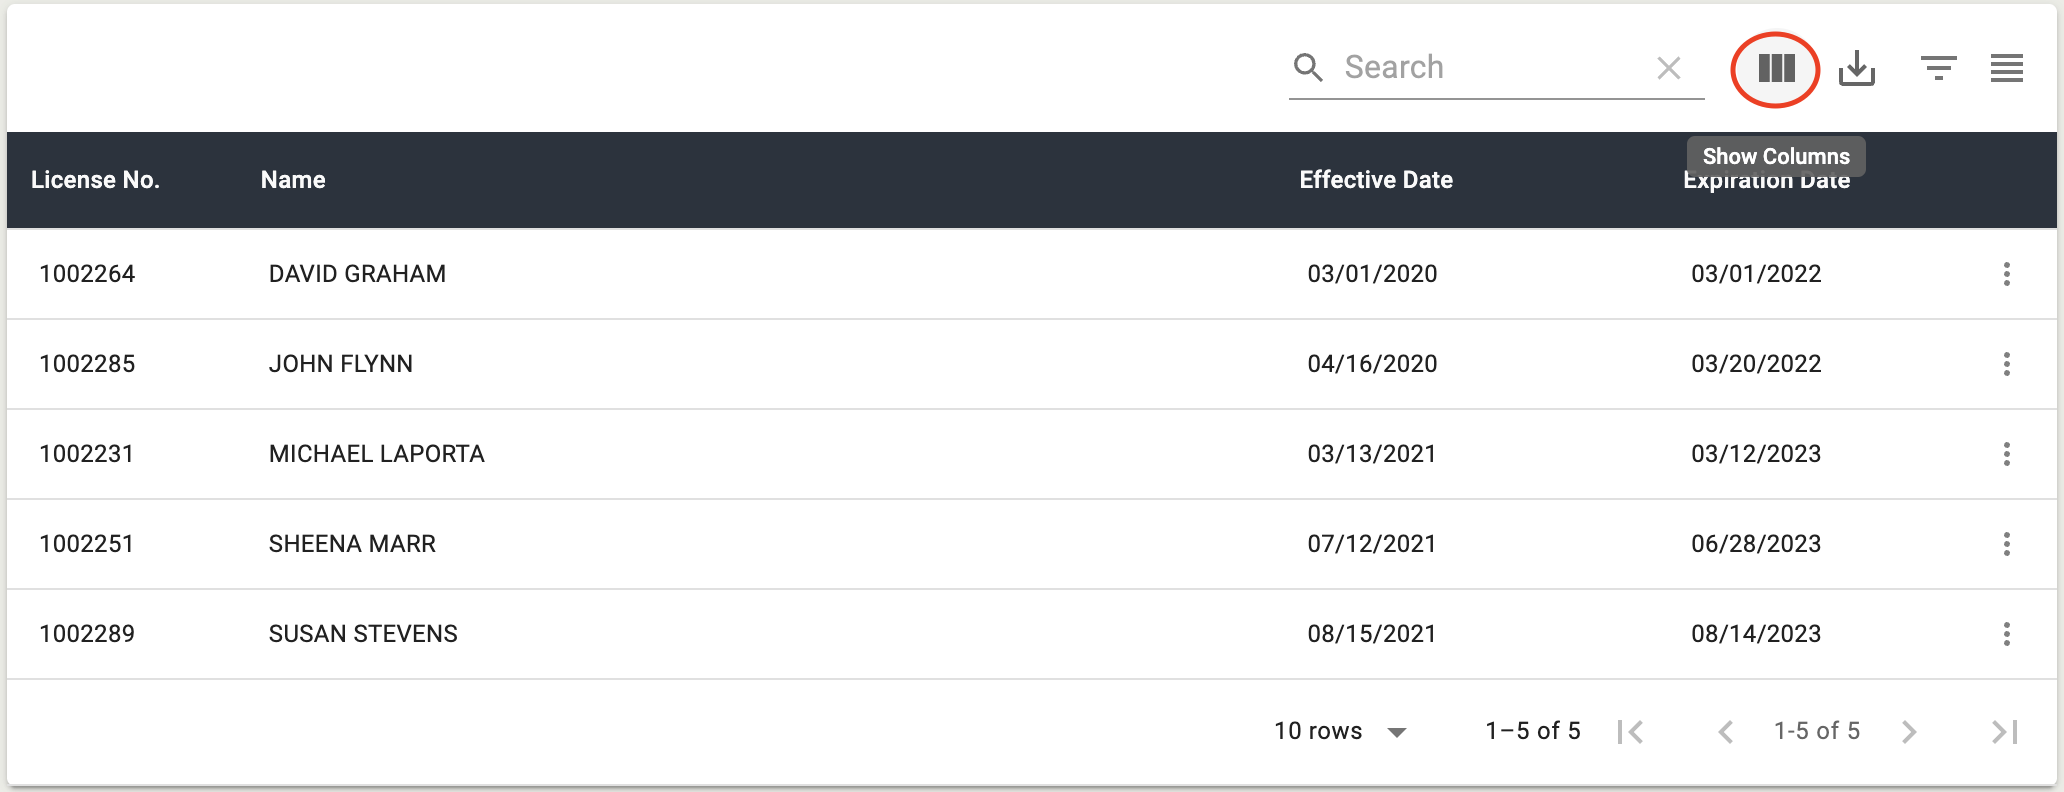 Search
Show Columns
License No. Name Effective Date Expiration Date
1002264 DAVID GRAHAM 03/01/2020 03/01/2022
1002285 JOHN FLYNN 04/16/2020 03/20/2022
1002231 MICHAEL LAPORTA 03/13/2021 03/12/2023
1002251 SHEENA MARR 07/12/2021 06/28/2023
1002289 SUSAN STEVENS 08/15/2021 08/14/2023
10 rows 1–5 of 5 1-5 of 5